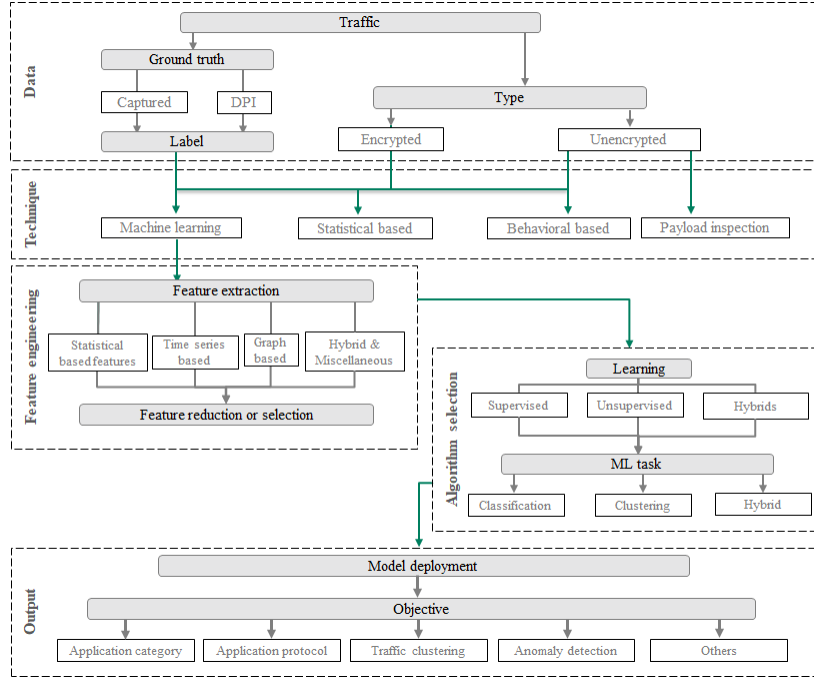 Data
Traffic
Ground truth
Captured
DPI
Label
Type
Encrypted
Unencrypted
Technique
Machine learning
Statistical based
Behavioral based
Payload inspection
Feature engineering
Feature extraction
Statistical
based features
Time series
based
Graph
based
Hybrid &
Miscellaneous
Feature reduction or selection
Algorithm selection
Learning
Supervised
Unsupervised
Hybrids
ML task
Classification
Clustering
Hybrid
Output
Model deployment
Objective
Application category
Application protocol
Traffic clustering
Anomaly detection
Others